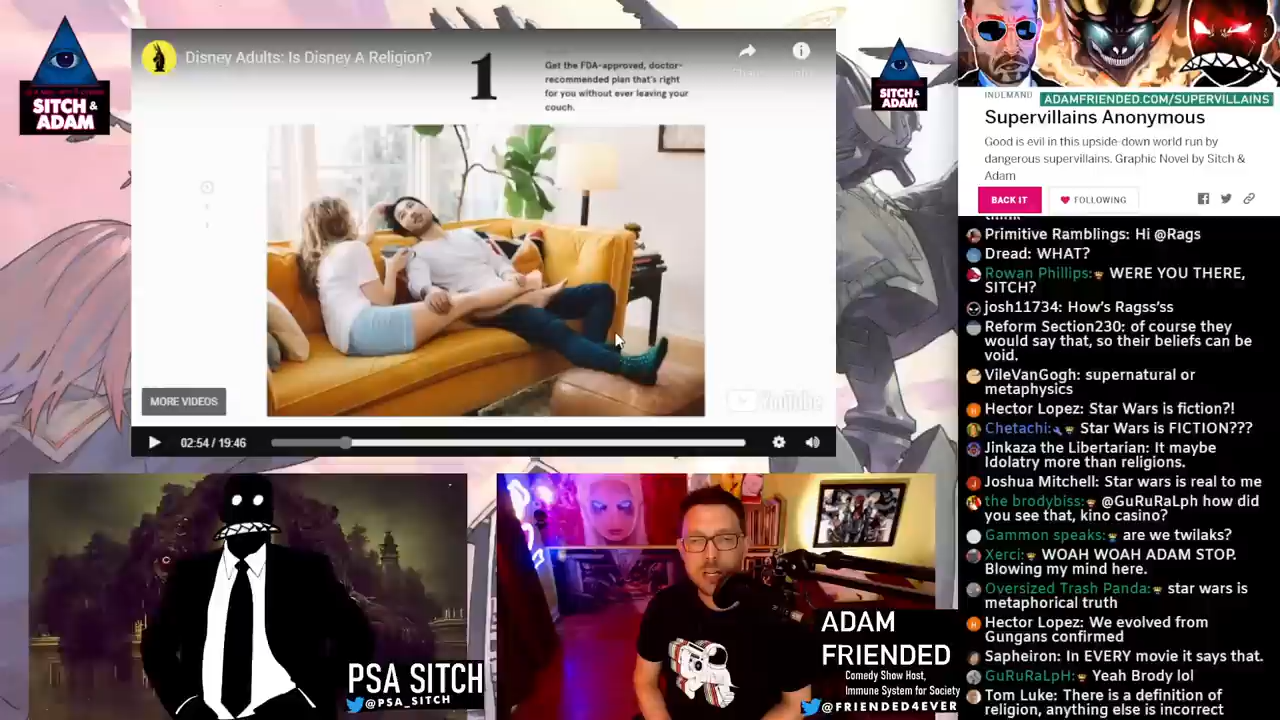 Disney Adults: Is Disney A Religion?
1
Get the FDA-approved, doctor-
recommended plan that's right
for you without ever leaving your
couch.
MORE VIDEOS
YouTube
02:54 / 19:46
SITCH &
ADAM
SITCH &
ADAM
PSA SITCH
@PSA_SITCH
ADAM
FRIENDED
Comedy Show Host,
Immune System for Society
@FRIENDED4EVER
INDEMAND
ADAMFRIENDED.COM/SUPERVILLAINS
Supervillains Anonymous
Good is evil in this upside-down world run by
dangerous supervillains. Graphic Novel by Sitch &
Adam
BACK IT
FOLLOWING
think
Primitive Ramblings: Hi @Rags
Dread: WHAT?
Rowan Phillips: WERE YOU THERE,
SITCH?
josh11734: How's Ragss'ss
Reform Section230: of course they
would say that, so their beliefs can be
void.
VileVanGogh: supernatural or
metaphysics
Hector Lopez: Star Wars is fiction?!
Chetachi: Star Wars is FICTION???
Jinkaza the Libertarian: It maybe
Idolatry more than religions.
Joshua Mitchell: Star wars is real to me
the brodybiss: @GuRuRaLph how did
you see that, kino casino?
Gammon speaks: are we twilaks?
Xerci: WOAH WOAH ADAM STOP.
Blowing my mind here.
Oversized Trash Panda: star wars is
metaphorical truth
Hector Lopez: We evolved from
Gungans confirmed
Sapheiron: In EVERY movie it says that.
GuRuRaLpH: Yeah Brody lol
Tom Luke: There is a definition of
religion, anything else is incorrect